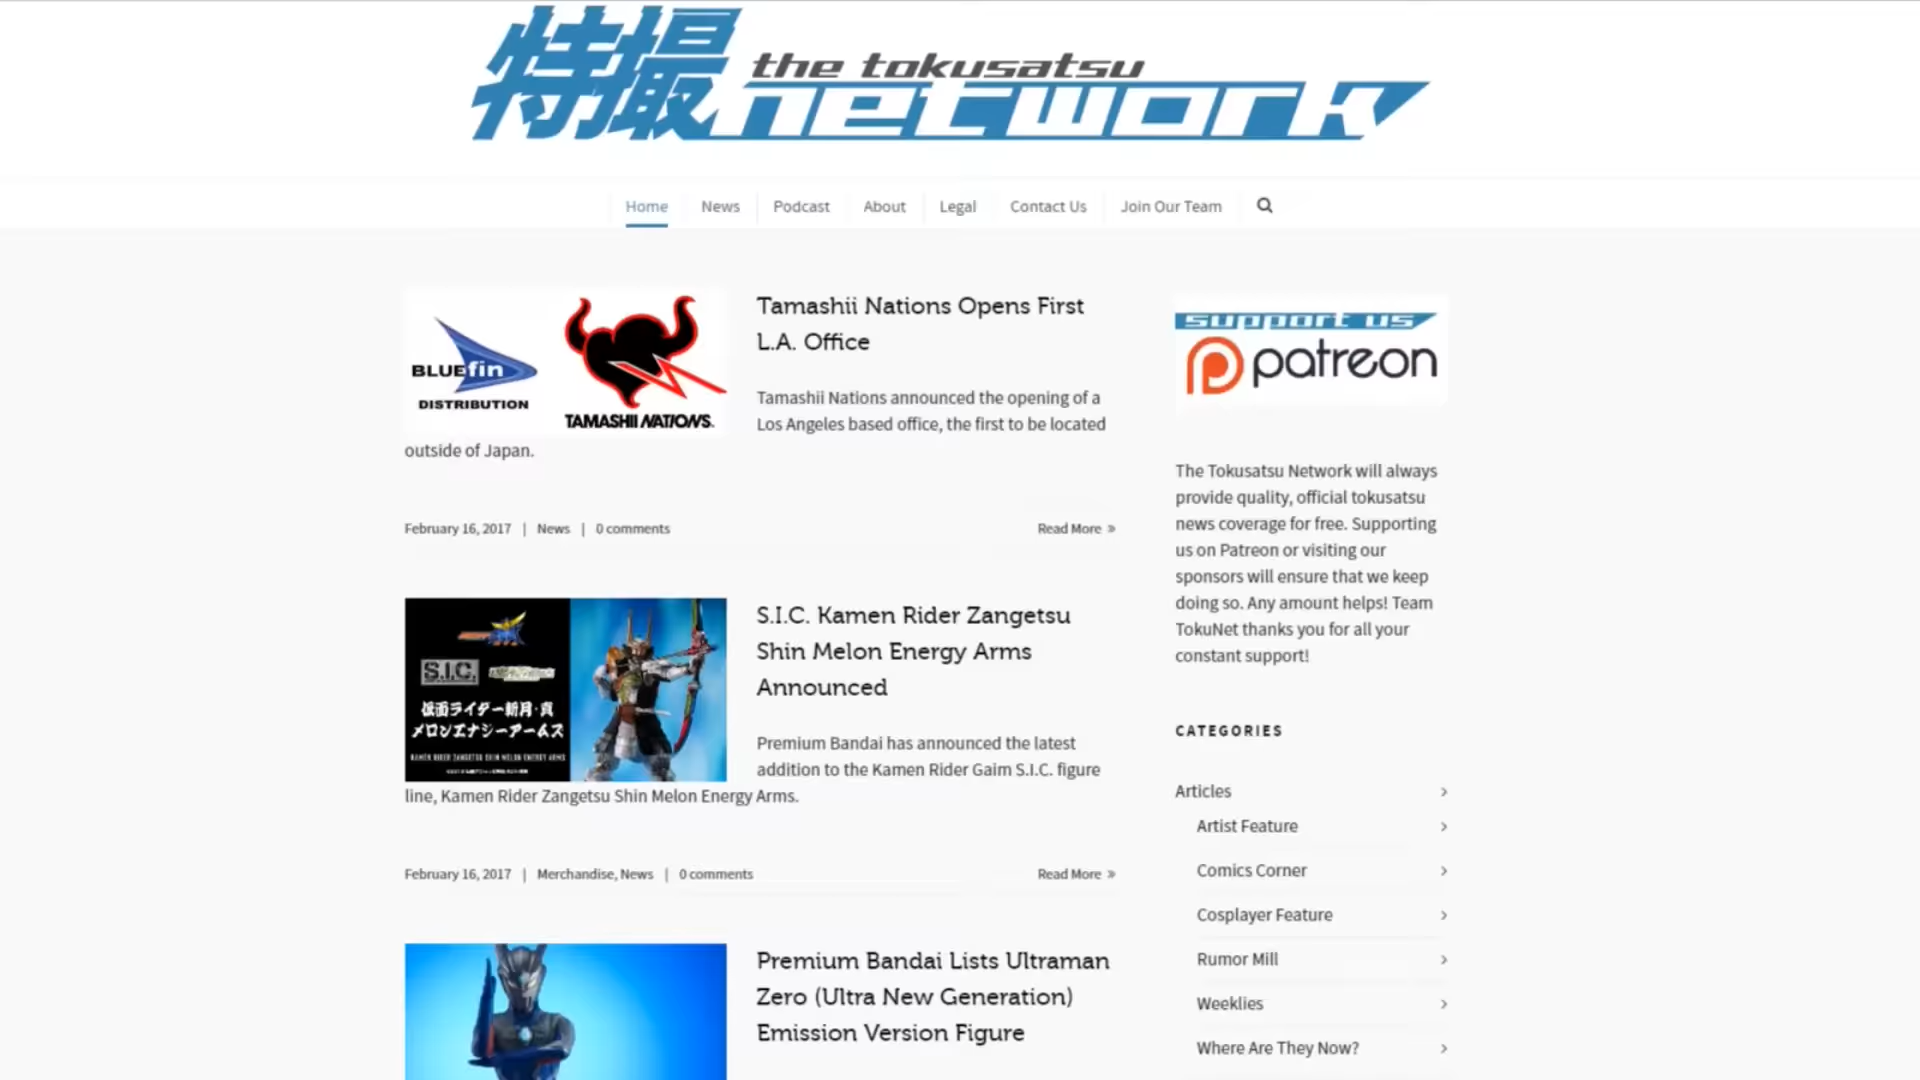 特撮
the tokusatsu
network
Home
News
Podcast
About
Legal
Contact Us
Join Our Team
BLUEfin
DISTRIBUTION
TAMASHII NATIONS.
Tamashii Nations Opens First
L.A. Office
Tamashii Nations announced the opening of a
Los Angeles based office, the first to be located
outside of Japan.
February 16, 2017 | News | 0 comments
Read More »
S.I.C.
仮面ライダー斬月・真
メロンエナジーアームズ
KAMEN RIDER ZANGETSU SHIN MELON ENERGY ARMS
S.I.C. Kamen Rider Zangetsu
Shin Melon Energy Arms
Announced
Premium Bandai has announced the latest
addition to the Kamen Rider Gaim S.I.C. figure
line, Kamen Rider Zangetsu Shin Melon Energy Arms.
February 16, 2017 | Merchandise, News | 0 comments
Read More »
Premium Bandai Lists Ultraman
Zero (Ultra New Generation)
Emission Version Figure
support us
patreon
The Tokusatsu Network will always
provide quality, official tokusatsu
news coverage for free. Supporting
us on Patreon or visiting our
sponsors will ensure that we keep
doing so. Any amount helps! Team
TokuNet thanks you for all your
constant support!
CATEGORIES
Articles
Artist Feature
Comics Corner
Cosplayer Feature
Rumor Mill
Weeklies
Where Are They Now?